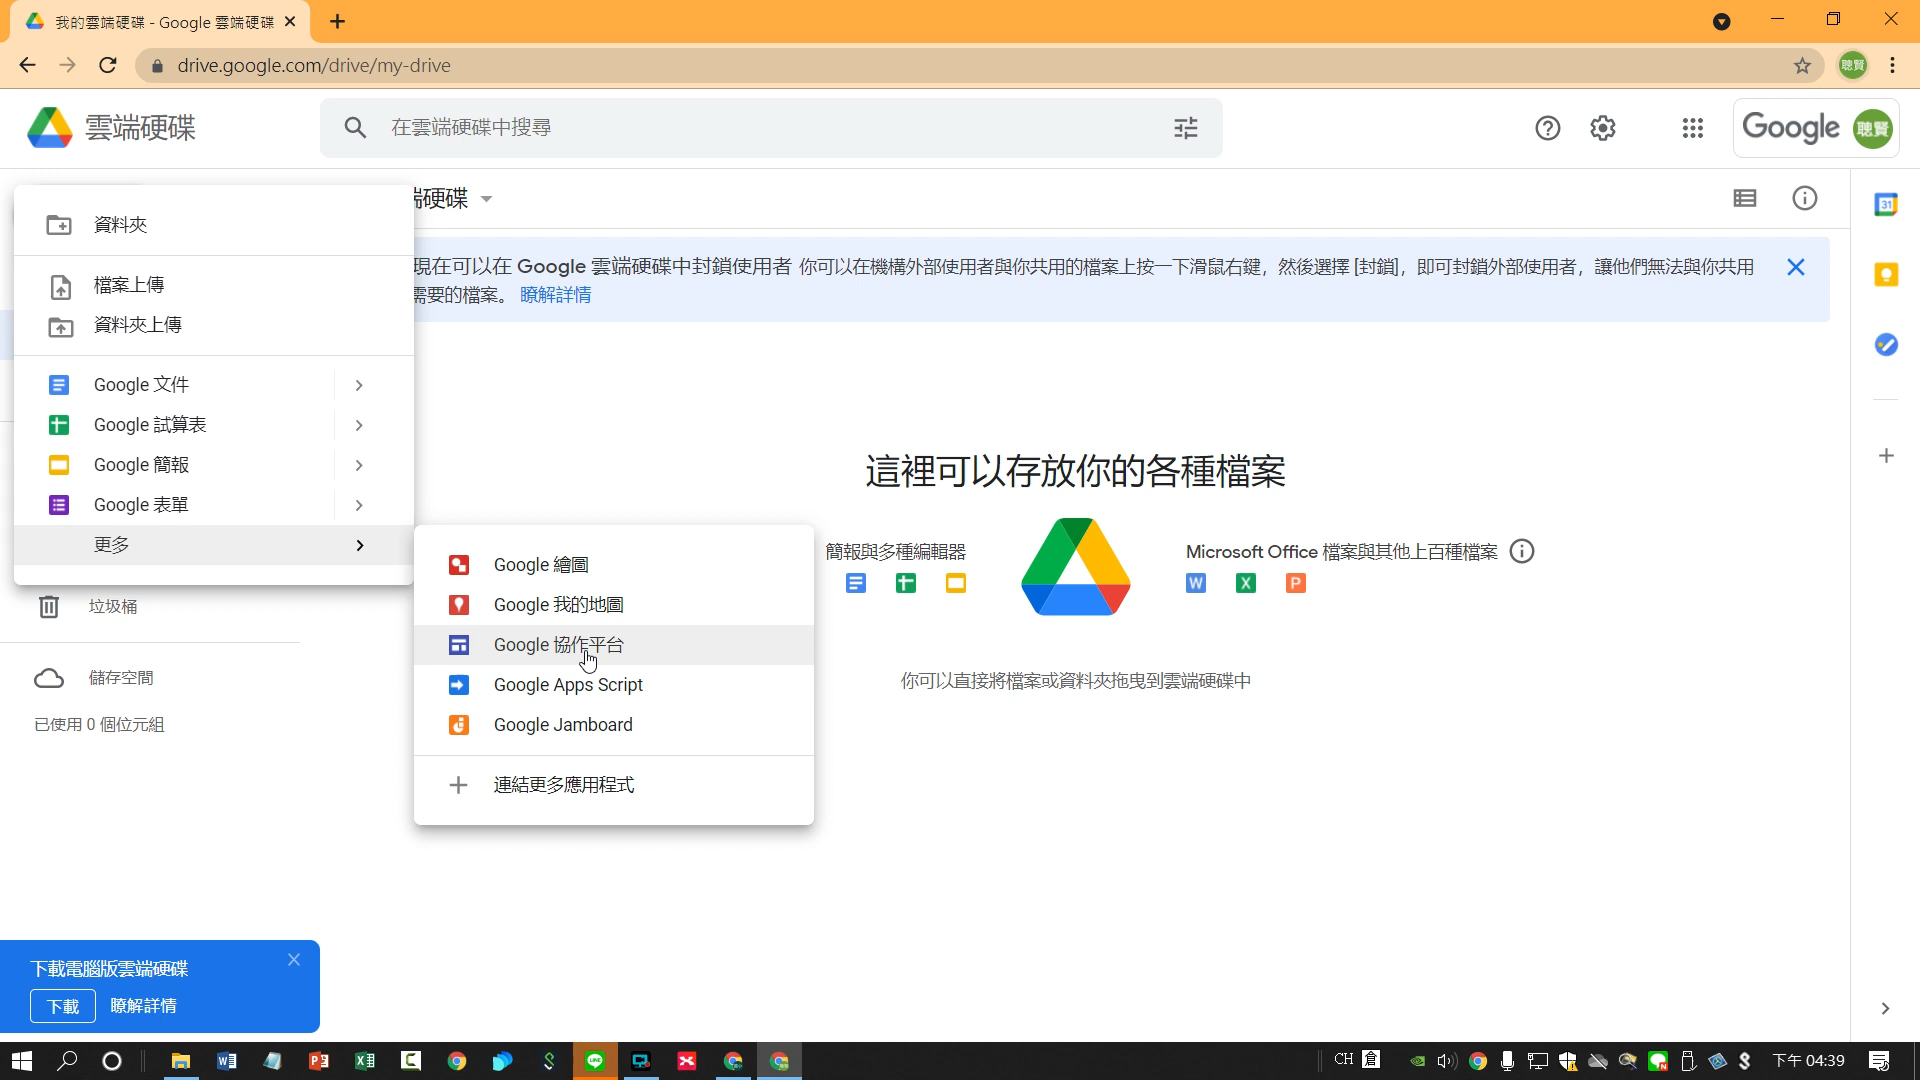 我的雲端硬碟 - Google 雲端硬碟
drive.google.com/drive/my-drive
聰賢
雲端硬碟
在雲端硬碟中搜尋
Google
聰賢
端硬碟
31
現在可以在 Google 雲端硬碟中封鎖使用者 你可以在機構外部使用者與你共用的檔案上按一下滑鼠右鍵，然後選擇 [封鎖]，即可封鎖外部使用者，讓他們無法與你共用
需要的檔案。 瞭解詳情
資料夾
檔案上傳
資料夾上傳
Google 文件
Google 試算表
Google 簡報
Google 表單
更多
Google 繪圖
Google 我的地圖
Google 協作平台
Google Apps Script
Google Jamboard
連結更多應用程式
這裡可以存放你的各種檔案
簡報與多種編輯器
Microsoft Office 檔案與其他上百種檔案
W
X
P
你可以直接將檔案或資料夾拖曳到雲端硬碟中
垃圾桶
儲存空間
已使用 0 個位元組
下載電腦版雲端硬碟
下載
瞭解詳情
CH 倉
下午 04:39